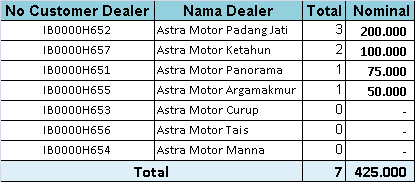 No Customer Dealer Nama Dealer Total Nominal
IB0000H652 Astra Motor Padang Jati 3 200.000
IB0000H657 Astra Motor Ketahun 2 100.000
IB0000H651 Astra Motor Panorama 1 75.000
IB0000H655 Astra Motor Argamakmur 1 50.000
IB0000H653 Astra Motor Curup 0 -
IB0000H656 Astra Motor Tais 0 -
IB0000H654 Astra Motor Manna 0 -
Total 7 425.000